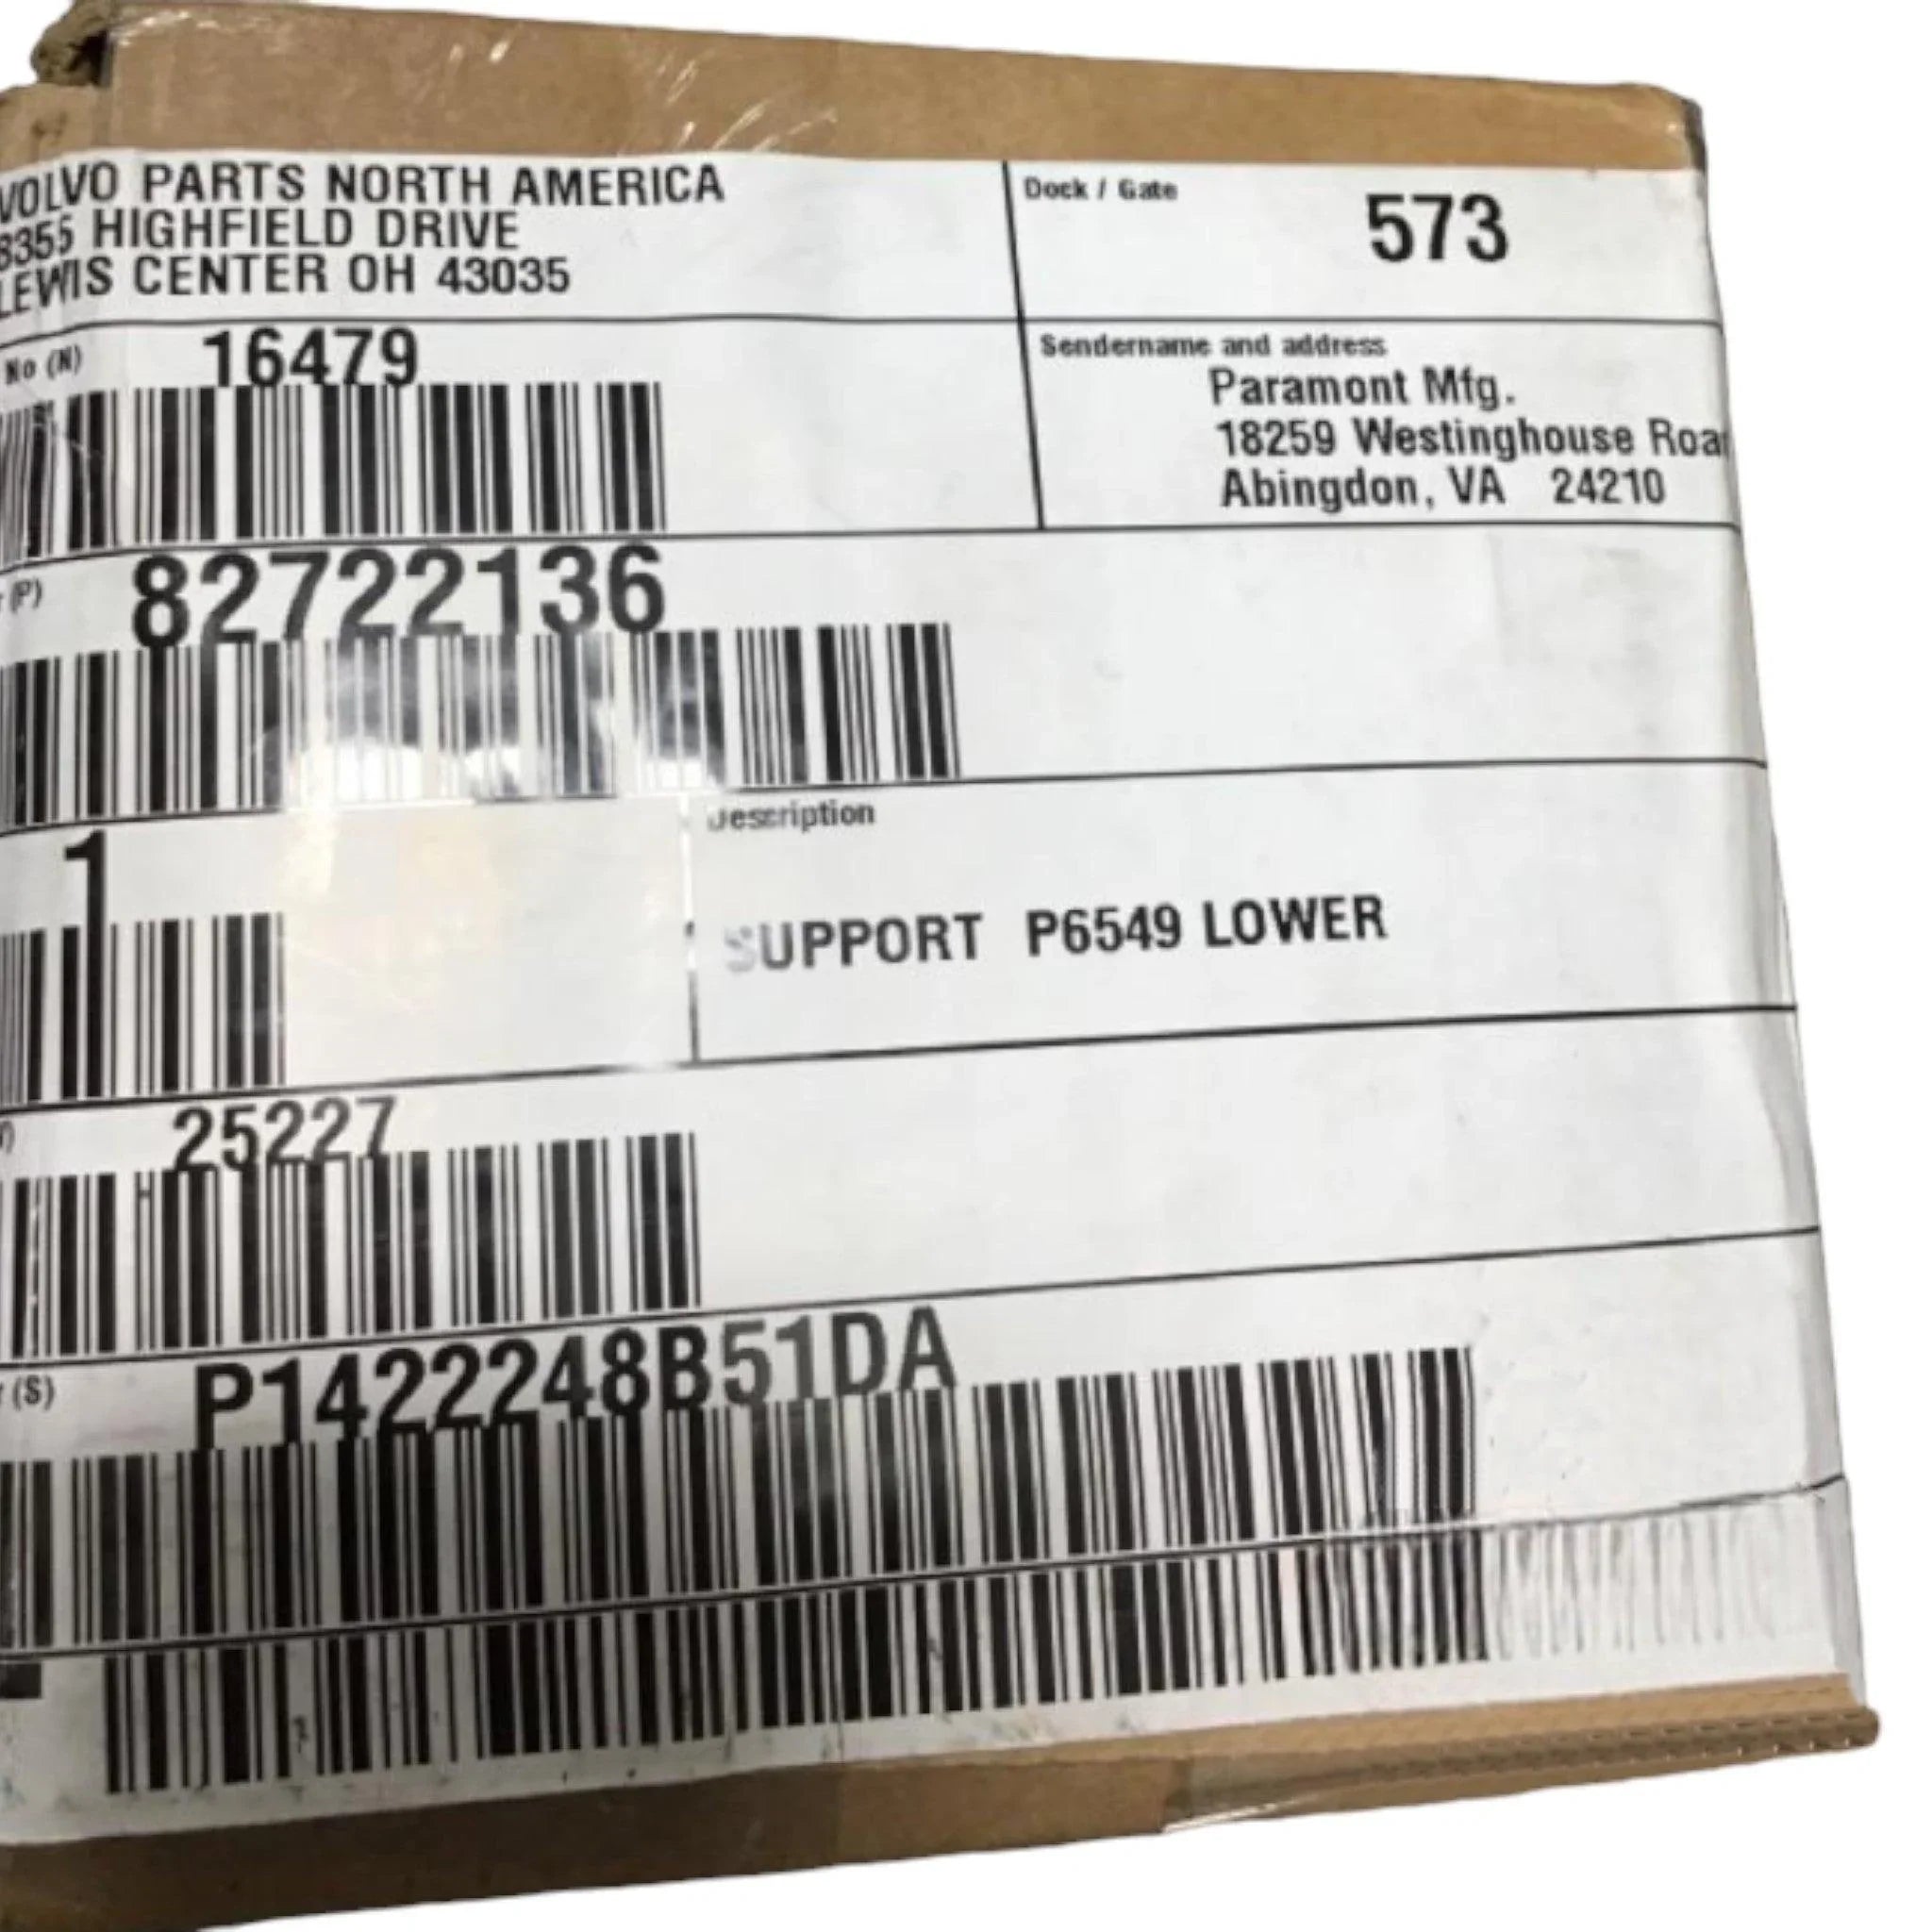 VOLVO PARTS NORTH AMERICA
8355 HIGHFIELD DRIVE
LEWIS CENTER OH 43035
Dock / Gate
573
No (N) 16479
Sendername and address
Paramont Mfg.
18259 Westinghouse Roa
Abingdon, VA 24210
(P) 82722136
1
Description
SUPPORT P6549 LOWER
25227
(S) P1422248B51DA